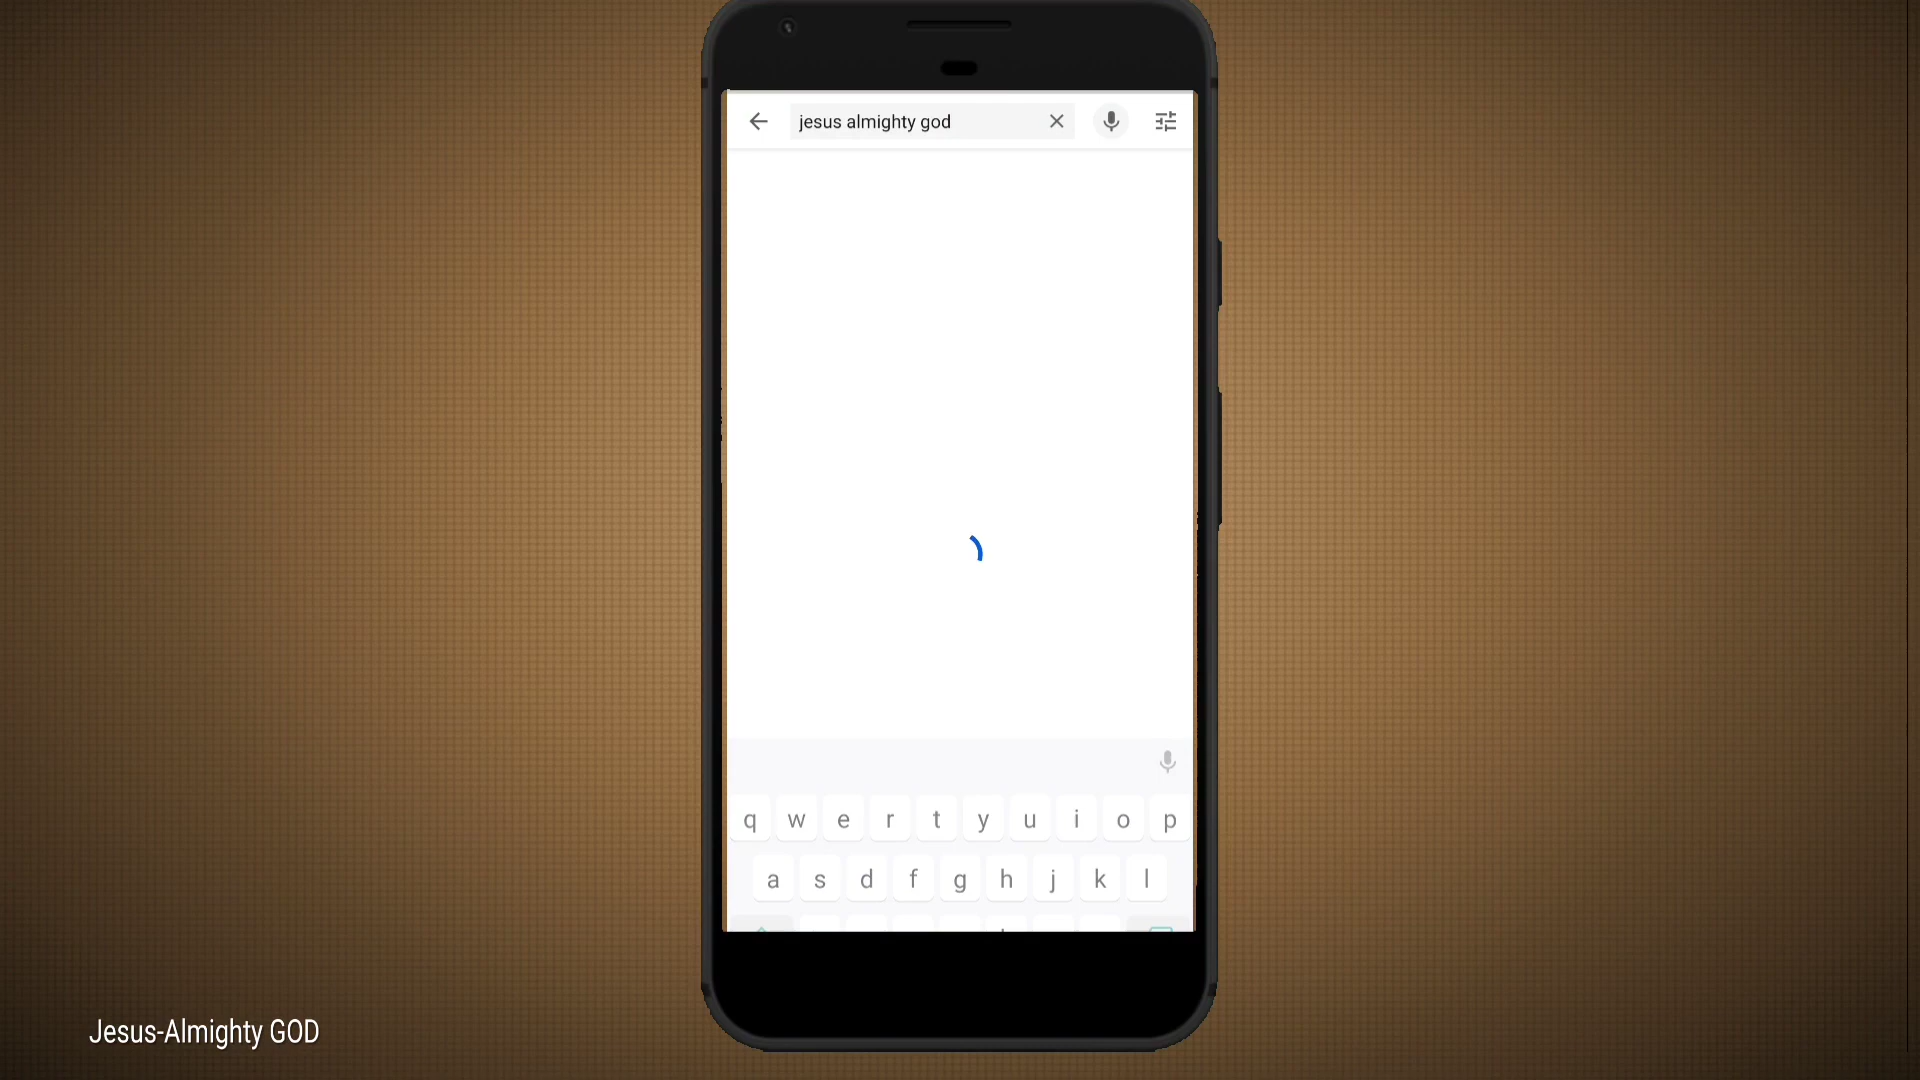 jesus almighty god
q w e r t y u i o p
a s d f g h j k l
Jesus-Almighty GOD